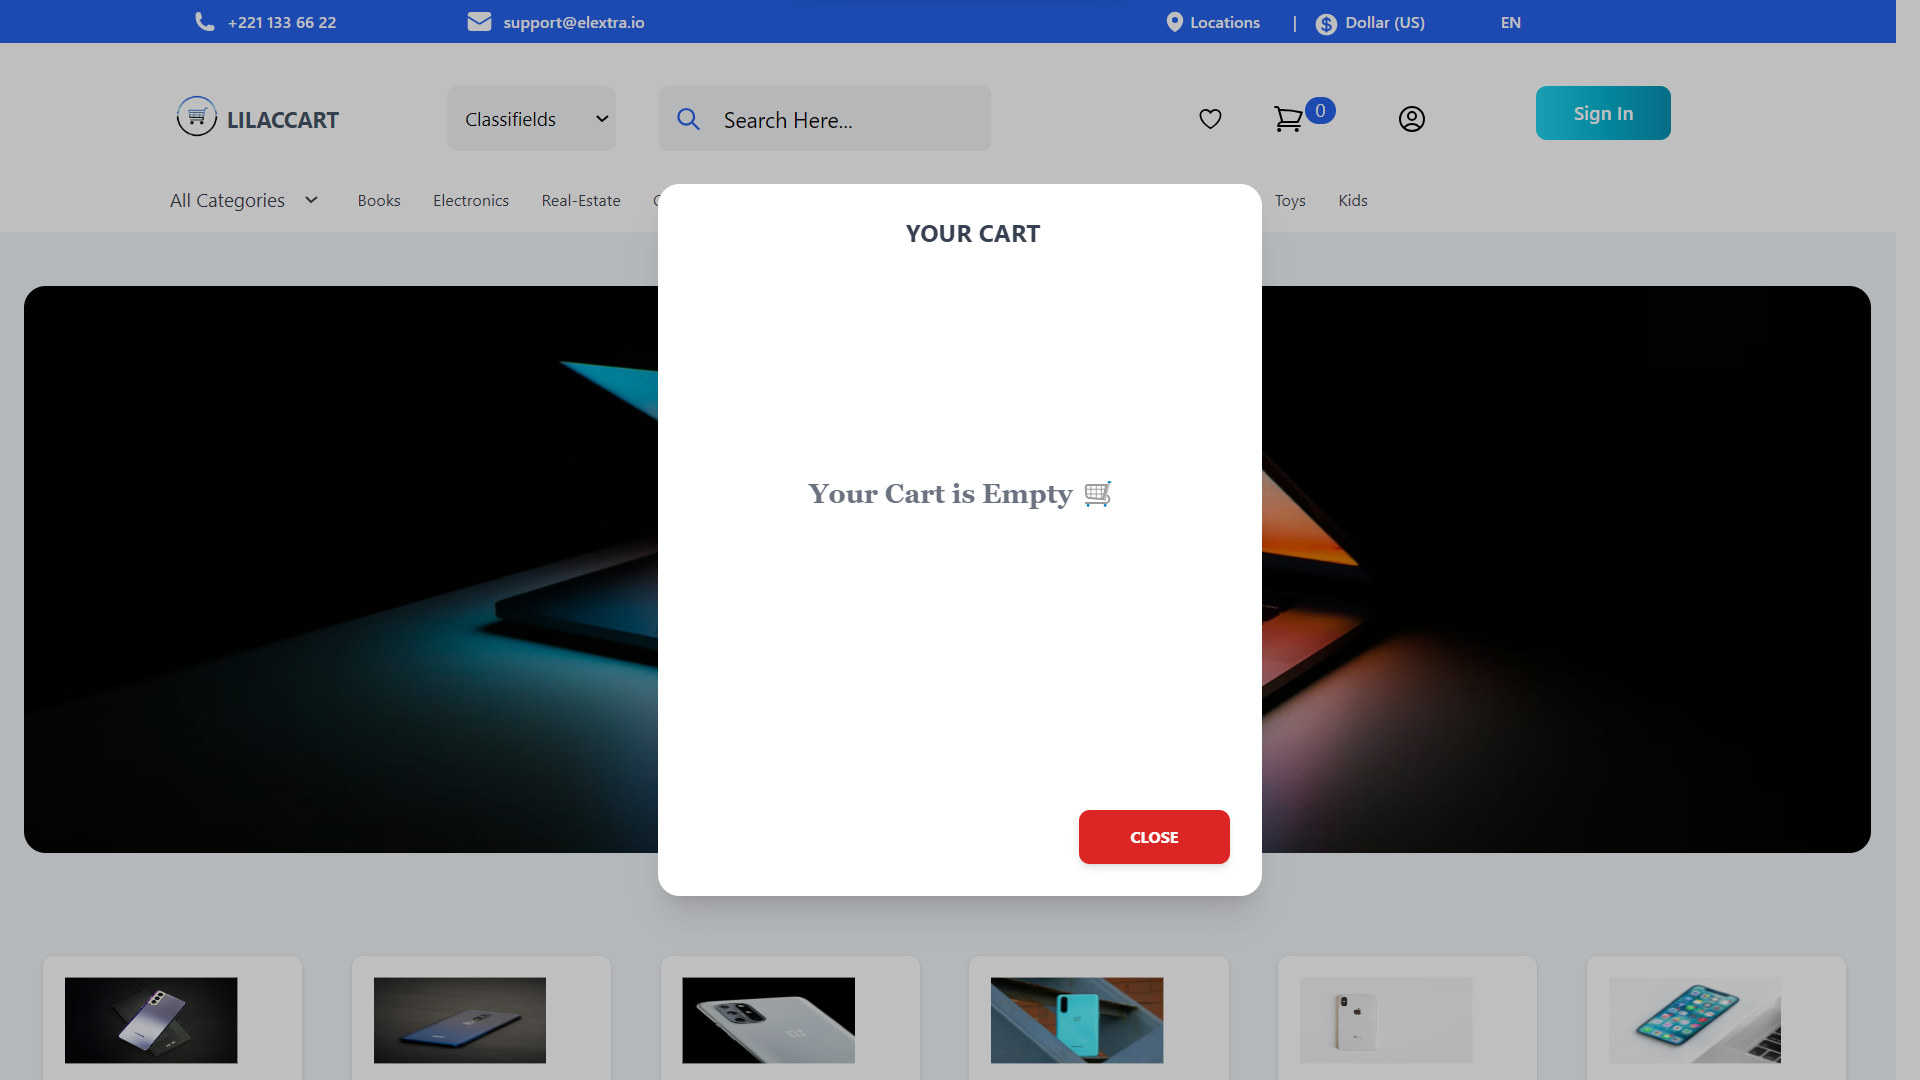 +221 133 66 22
support@elextra.io
Locations
|
Dollar (US)
EN
LILACCART
Classifields
Search Here...
0
Sign In
All Categories
Books
Electronics
Real-Estate
Toys
Kids
YOUR CART
Your Cart is Empty 🛒
CLOSE